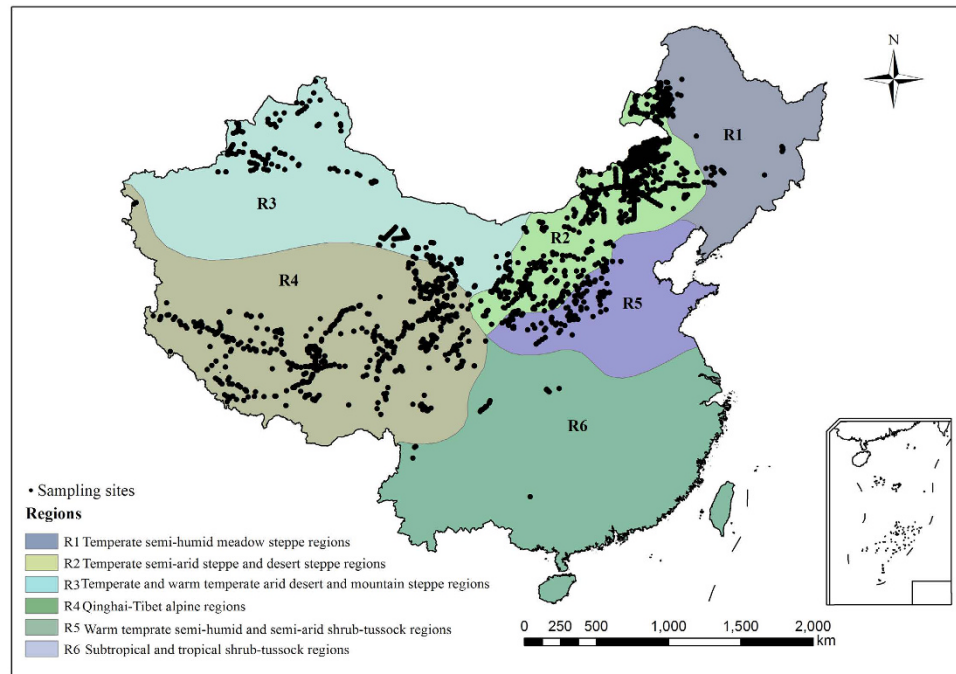 N
R1
R3
R2
R4
R5
R6
• Sampling sites
Regions
R1 Temperate semi-humid meadow steppe regions
R2 Temperate semi-arid steppe and desert steppe regions
R3 Temperate and warm temperate arid desert and mountain steppe regions
R4 Qinghai-Tibet alpine regions
R5 Warm temprate semi-humid and semi-arid shrub-tussock regions
R6 Subtropical and tropical shrub-tussock regions
0 250 500 1,000 1,500 2,000
km